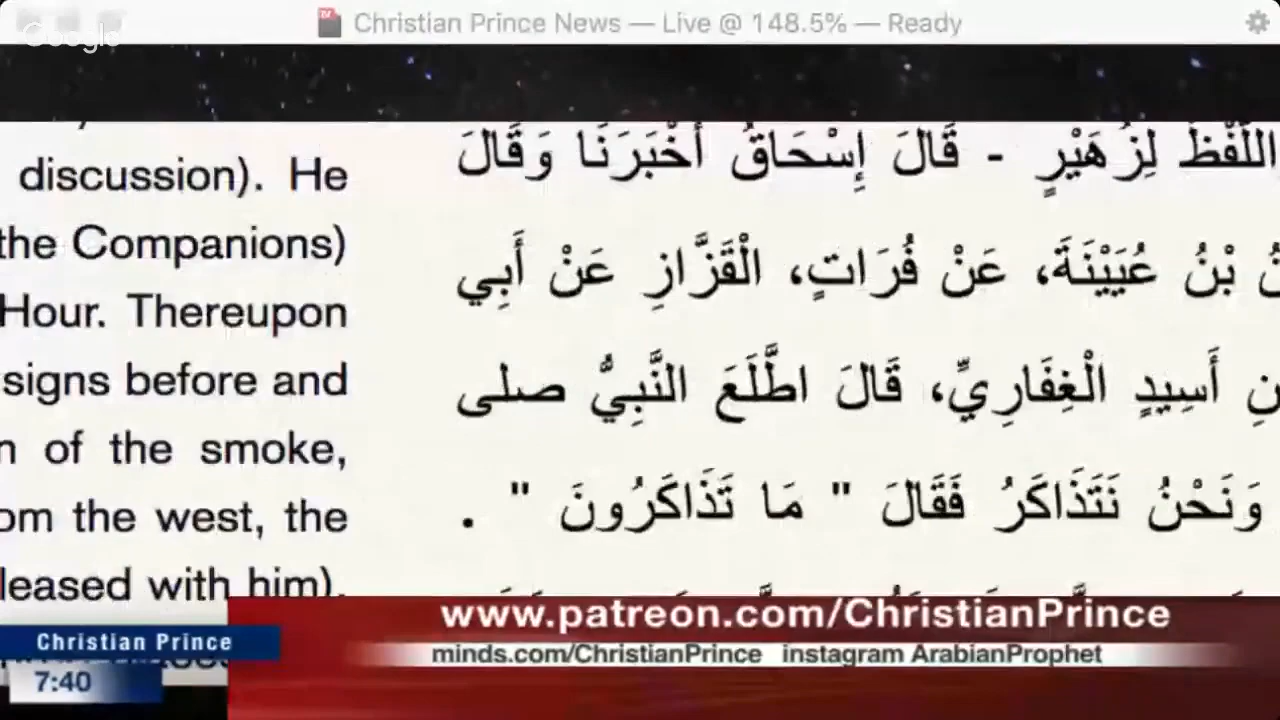 Google
Christian Prince News — Live @ 148.5% — Ready
discussion). He
the Companions)
Hour. Thereupon
signs before and
of the smoke,
the west, the
with him).
اللَّفْظُ لِزُهَيْرٍ - قَالَ إِسْحَاقُ أَخْبَرَنَا وَقَالَ
بْنُ عُيَيْنَةَ، عَنْ فُرَاتٍ، الْقَزَّازِ عَنْ أَبِي
أَسِيدٍ الْغِفَارِيِّ، قَالَ اطَّلَعَ النَّبِيُّ صلى
وَنَحْنُ نَتَذَاكَرُ فَقَالَ " مَا تَذَاكَرُونَ " .
www.patreon.com/ChristianPrince
minds.com/ChristianPrince instagram ArabianProphet
Christian Prince
7:40